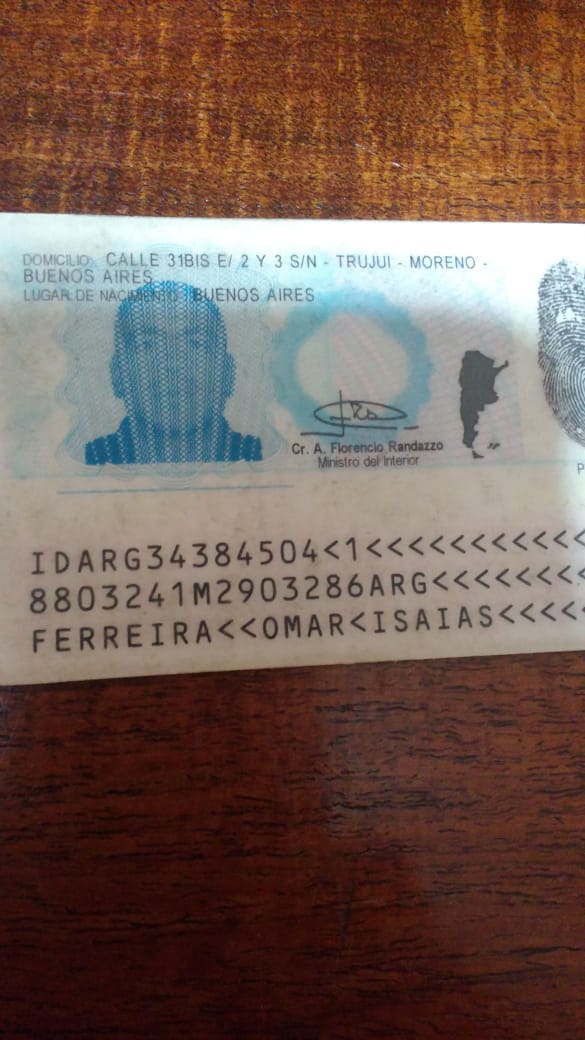 DOMICILIO: CALLE 31BIS E/ 2 Y 3 S/N - TRUJUI - MORENO -
BUENOS AIRES
LUGAR DE NACIMIENTO: BUENOS AIRES
Cr. A. Florencio Randazzo
Ministro del Interior
P
IDARG34384504<1<<<<<<<<<<<
8803241M2903286ARG<<<<<<<<
FERREIRA<<OMAR<ISAIAS<<<<<